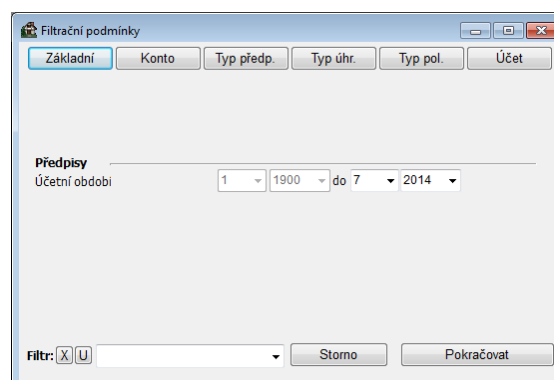 Filtrační podmínky
Základní Konto Typ předp. Typ úhr. Typ pol. Účet
Předpisy
Účetní obdobi 1 1900 do 7 2014
Filtr: X U Storno Pokračovat